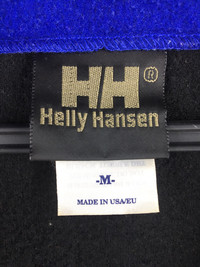 HH®
Helly Hansen
-M-
MADE IN USA/EU